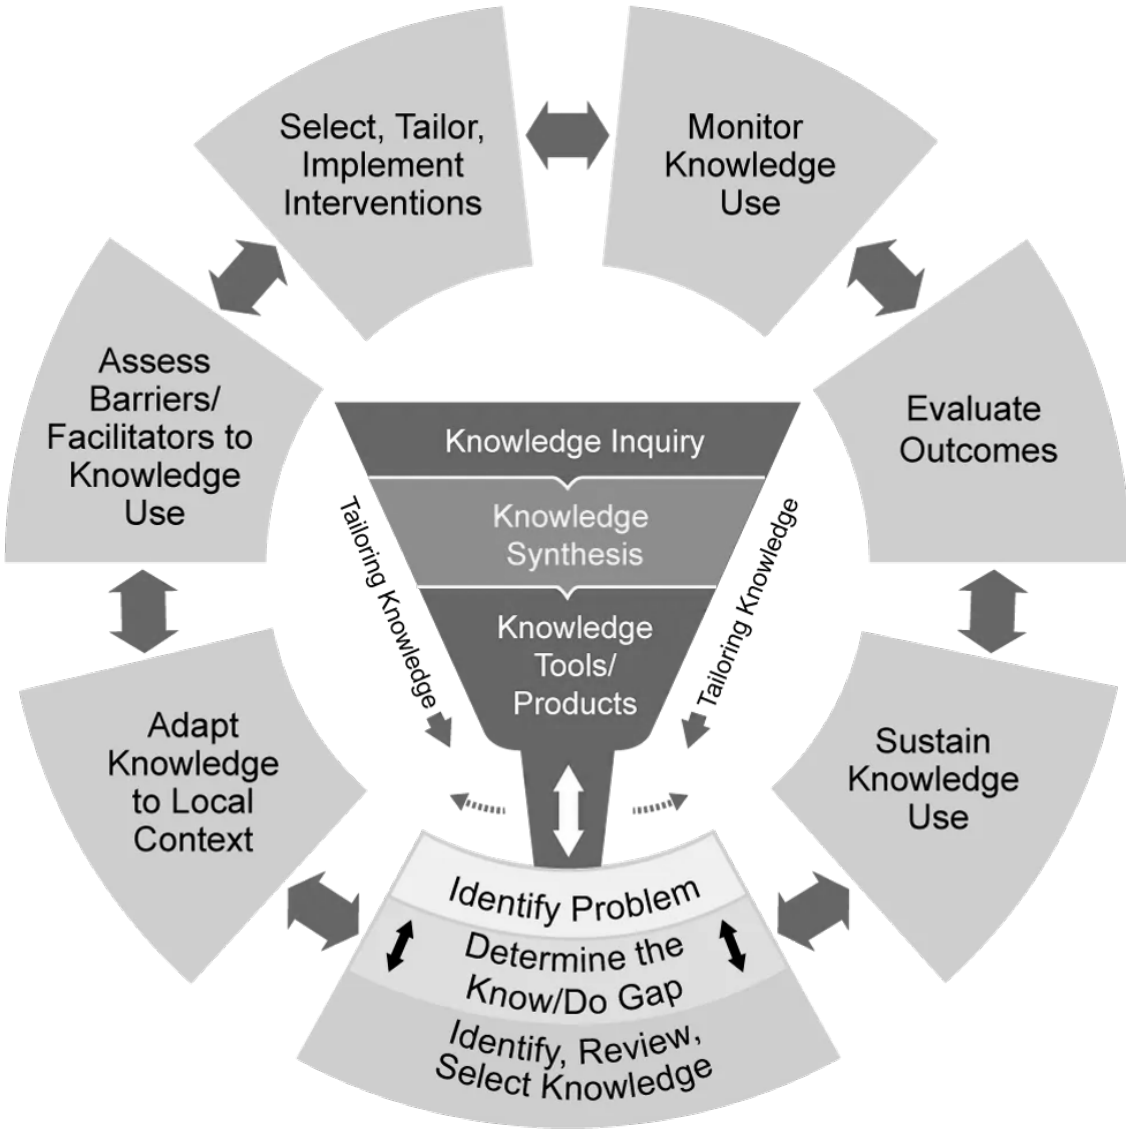 Select, Tailor,
Implement
Interventions
Monitor
Knowledge
Use
Assess
Barriers/
Facilitators to
Knowledge
Use
Evaluate
Outcomes
Knowledge Inquiry
Knowledge
Synthesis
Knowledge
Tools/
Products
Tailoring Knowledge
Tailoring Knowledge
Adapt
Knowledge
to Local
Context
Sustain
Knowledge
Use
Identify Problem
Determine the
Know/Do Gap
Identify, Review,
Select Knowledge